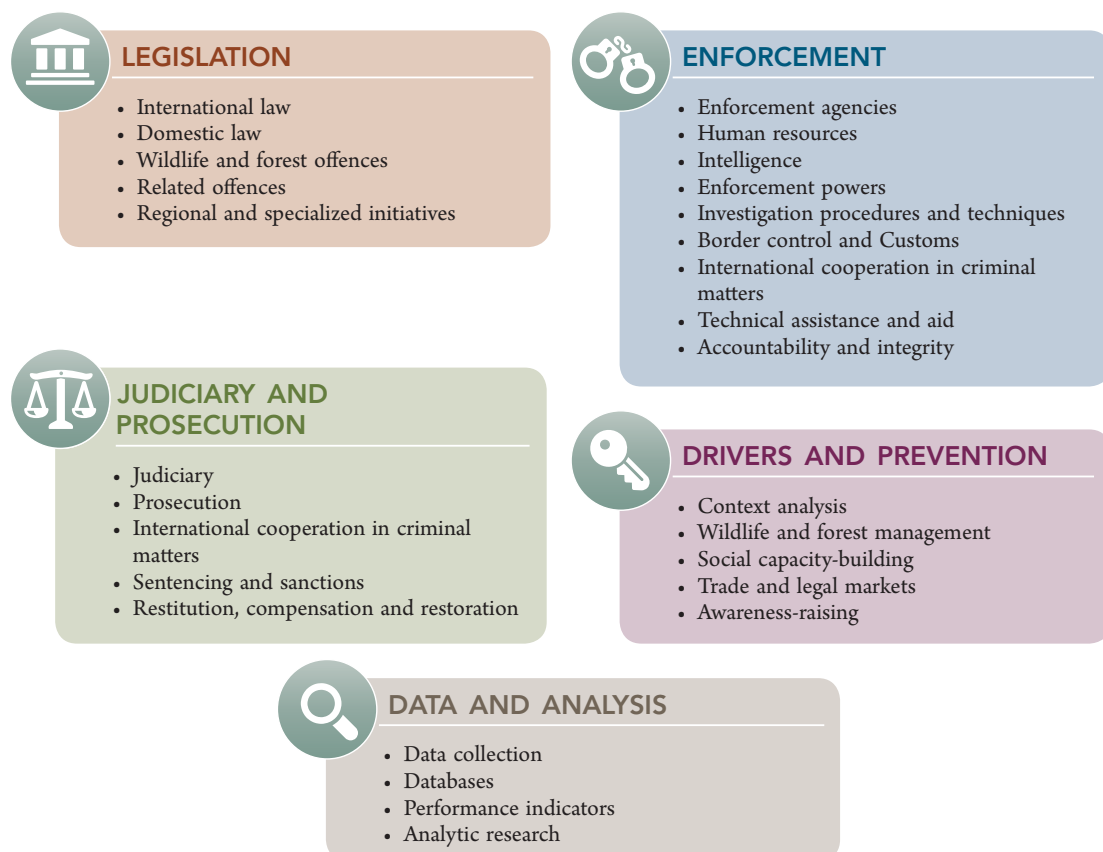 LEGISLATION
• International law
• Domestic law
• Wildlife and forest offences
• Related offences
• Regional and specialized initiatives
ENFORCEMENT
• Enforcement agencies
• Human resources
• Intelligence
• Enforcement powers
• Investigation procedures and techniques
• Border control and Customs
• International cooperation in criminal
matters
• Technical assistance and aid
• Accountability and integrity
JUDICIARY AND
PROSECUTION
• Judiciary
• Prosecution
• International cooperation in criminal
matters
• Sentencing and sanctions
• Restitution, compensation and restoration
DRIVERS AND PREVENTION
• Context analysis
• Wildlife and forest management
• Social capacity-building
• Trade and legal markets
• Awareness-raising
DATA AND ANALYSIS
• Data collection
• Databases
• Performance indicators
• Analytic research